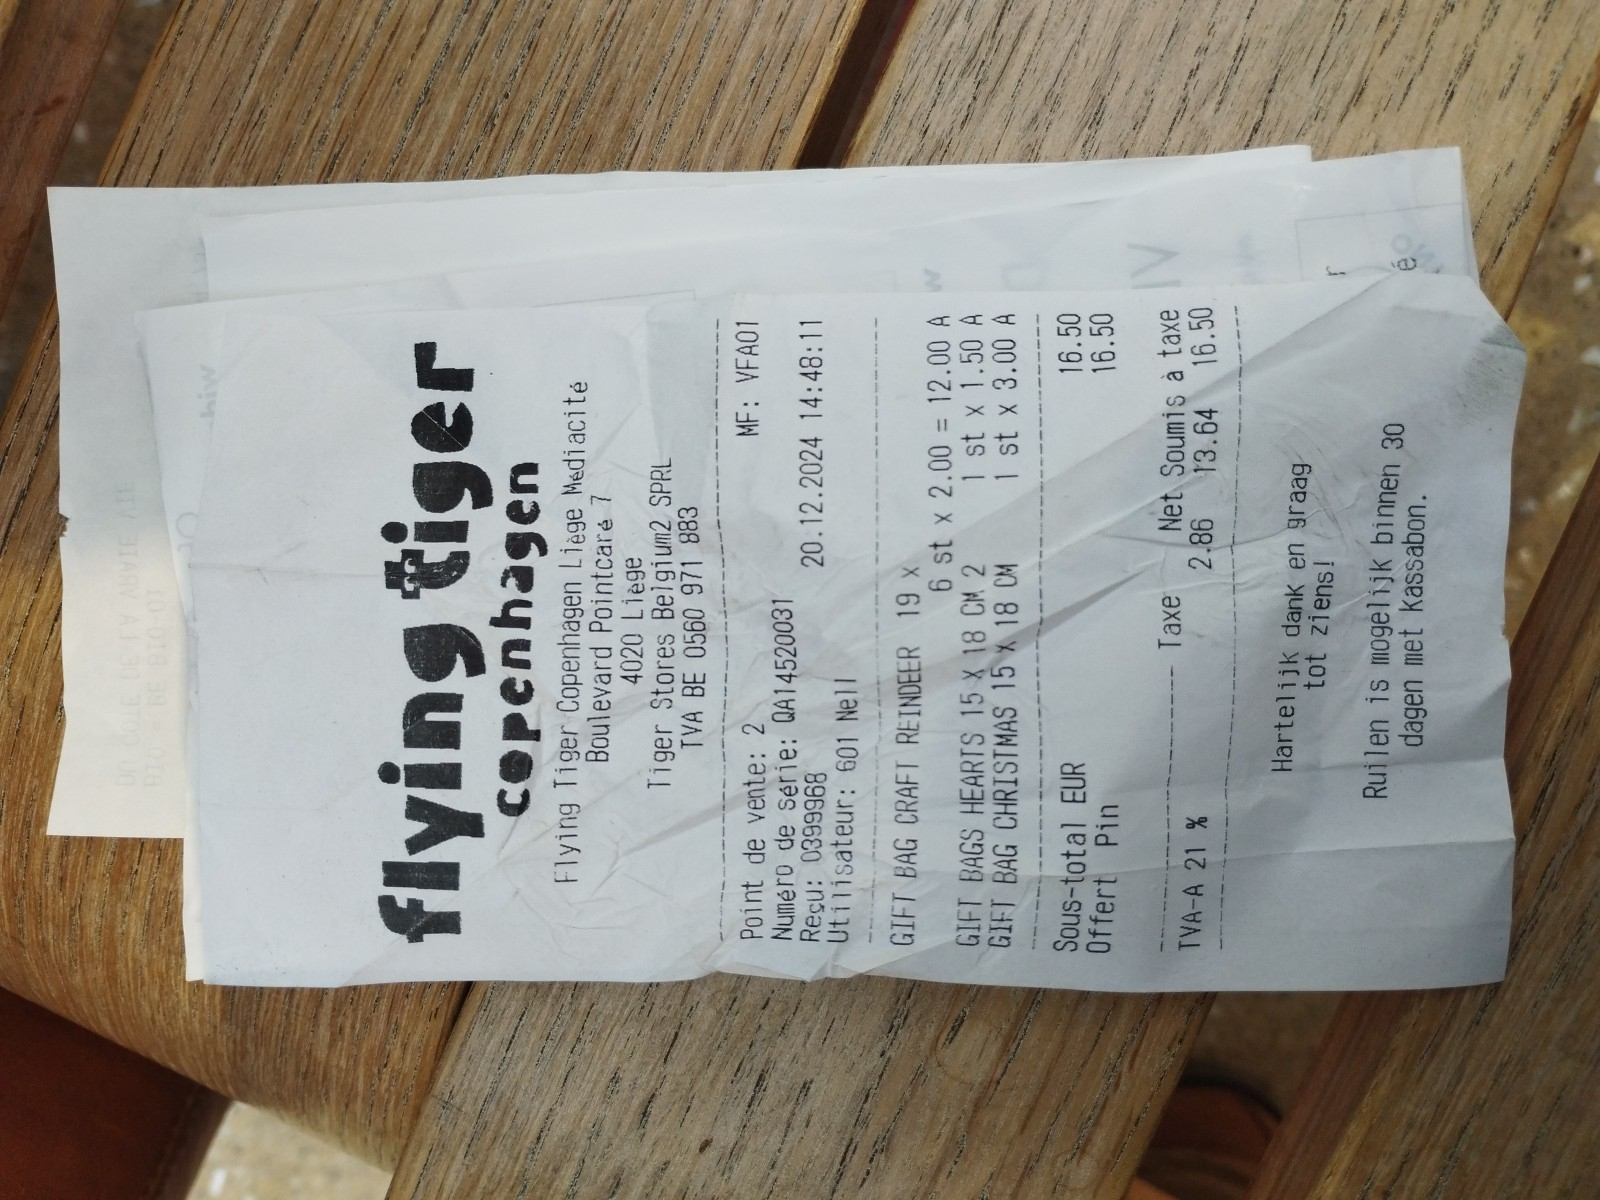 flying tiger
copenhagen
Flying Tiger Copenhagen Liège Médiacité
Boulevard Pointcaré 7
4020 Liège
Tiger Stores Belgium2 SPRL
TVA BE 0560 971 883
MF: VFA01
Point de vente: 2
Numéro de série: QA14520031
Reçu: 0399968 20.12.2024 14:48:11
Utilisateur: 601 Nell
GIFT BAG CRAFT REINDEER 19 x
6 st x 2.00 = 12.00 A
GIFT BAGS HEARTS 15 X 18 CM 2 1 st x 1.50 A
GIFT BAG CHRISTMAS 15 X 18 CM 1 st x 3.00 A
Sous-total EUR 16.50
Offert Pin 16.50
Taxe Net Soumis à taxe
TVA-A 21 % 2.86 13.64 16.50
Hartelijk dank en graag
tot ziens!
Ruilen is mogelijk binnen 30
dagen met Kassabon.